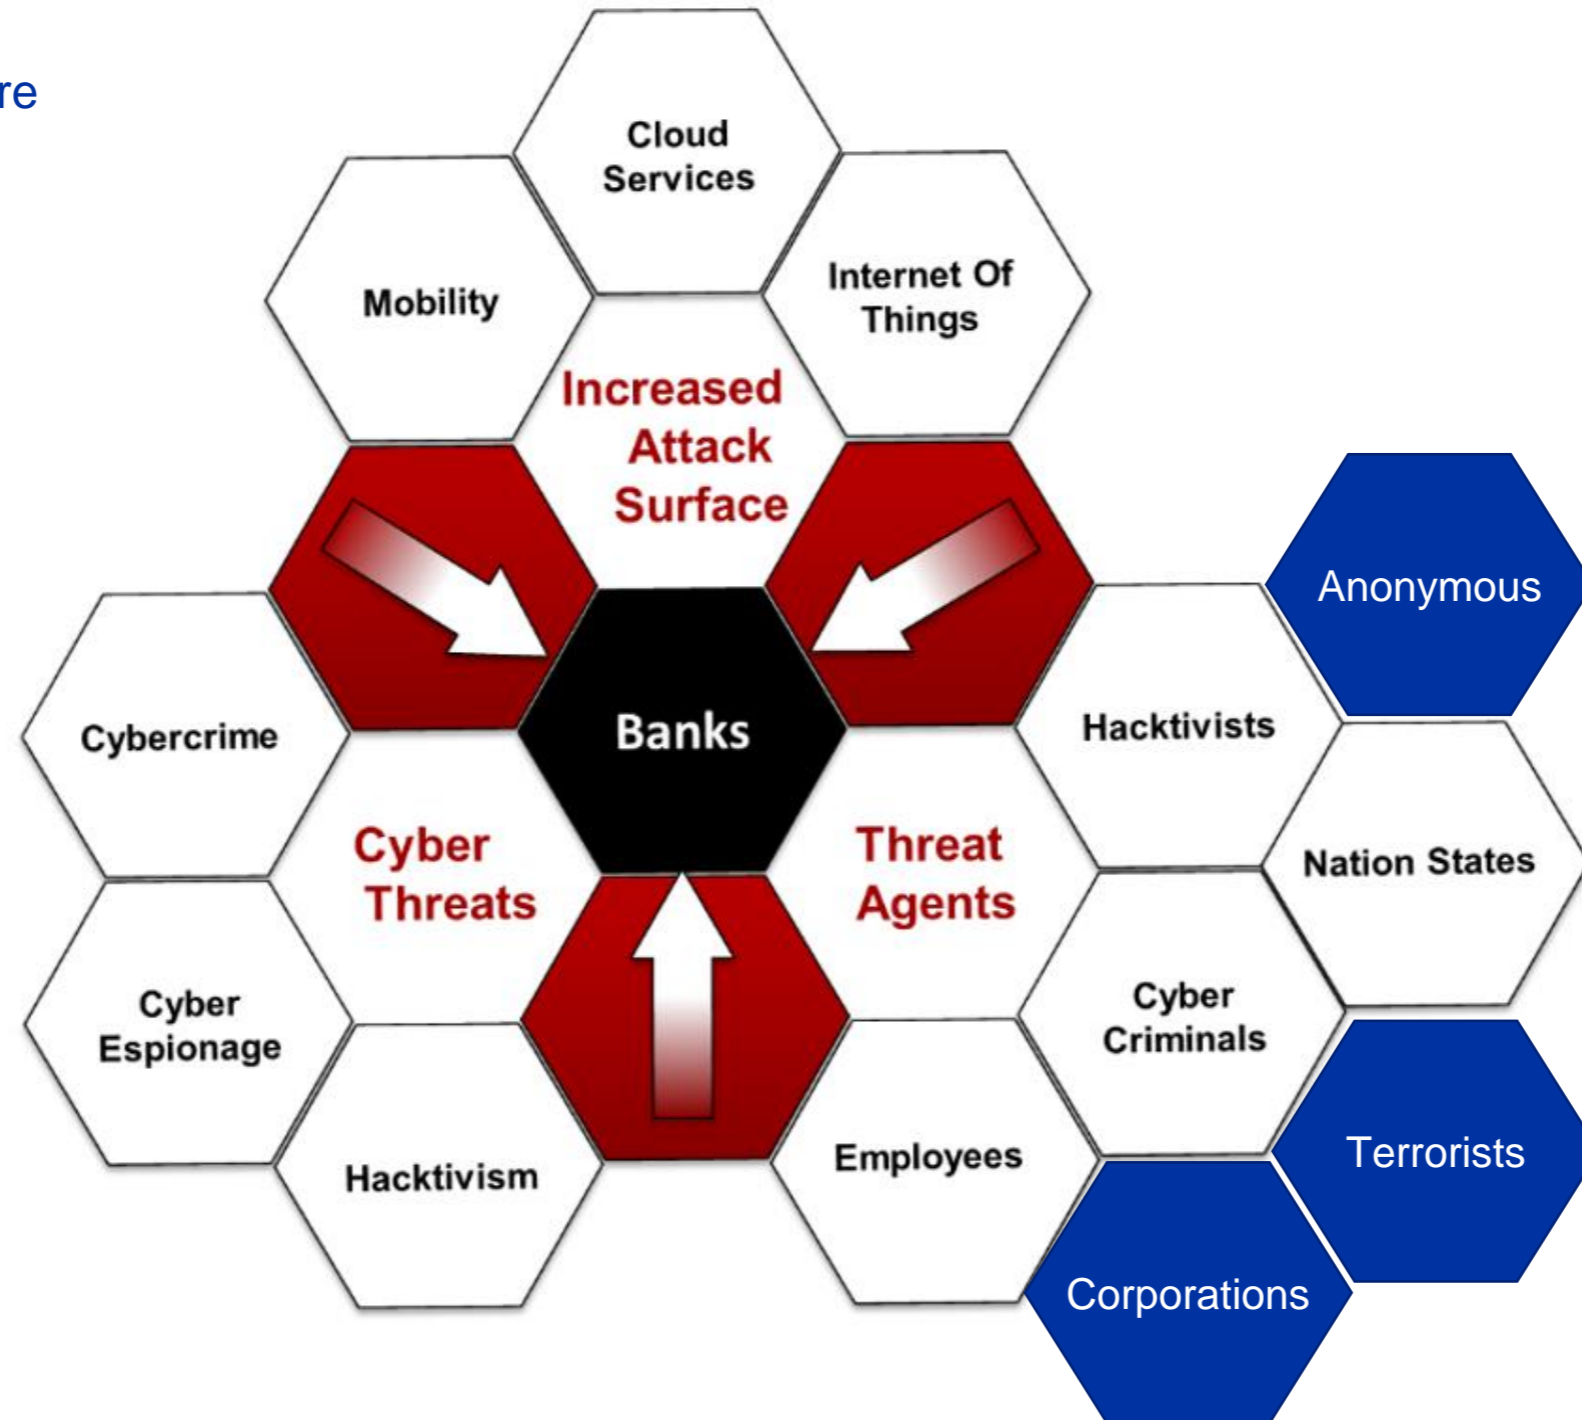 re
Cloud
Services
Mobility
Internet Of
Things
Increased
Attack
Surface
Anonymous
Cybercrime
Banks
Hacktivists
Cyber
Threats
Threat
Agents
Nation States
Cyber
Espionage
Cyber
Criminals
Hacktivism
Employees
Terrorists
Corporations